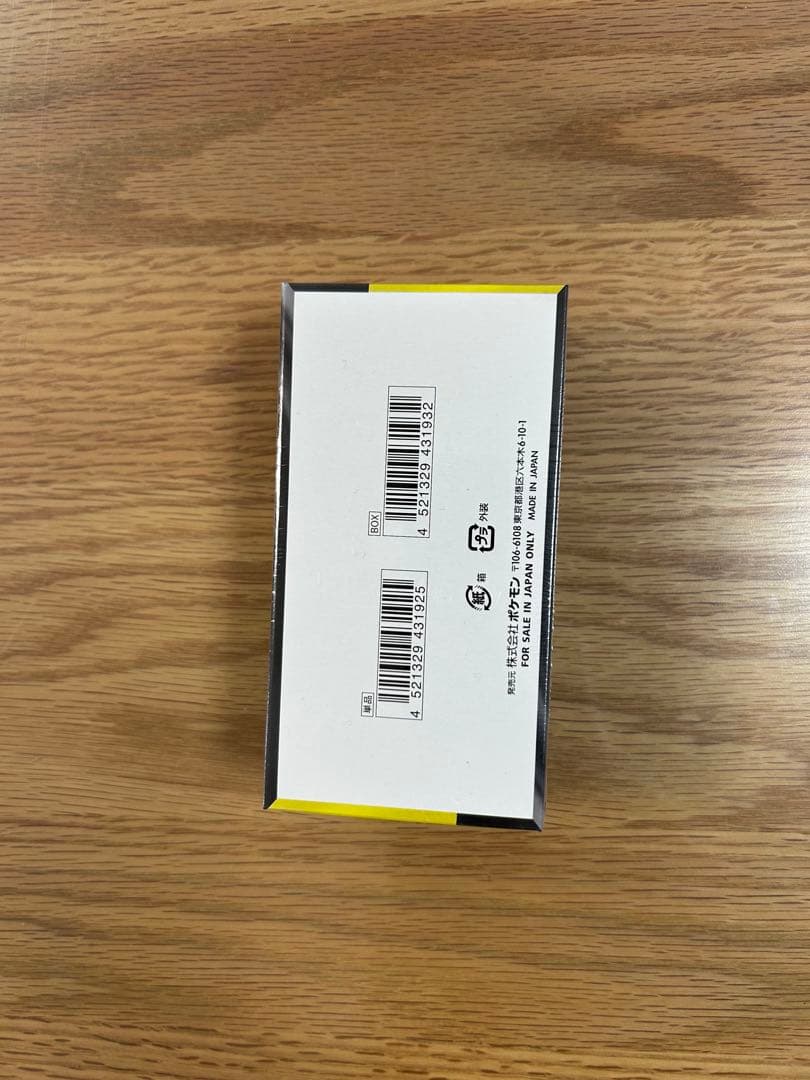 単品
4 521329 431925
BOX
4 521329 431932
紙 箱
プラ 外装
発売元 株式会社ポケモン 〒106-6108 東京都港区六本木6-10-1
FOR SALE IN JAPAN ONLY MADE IN JAPAN